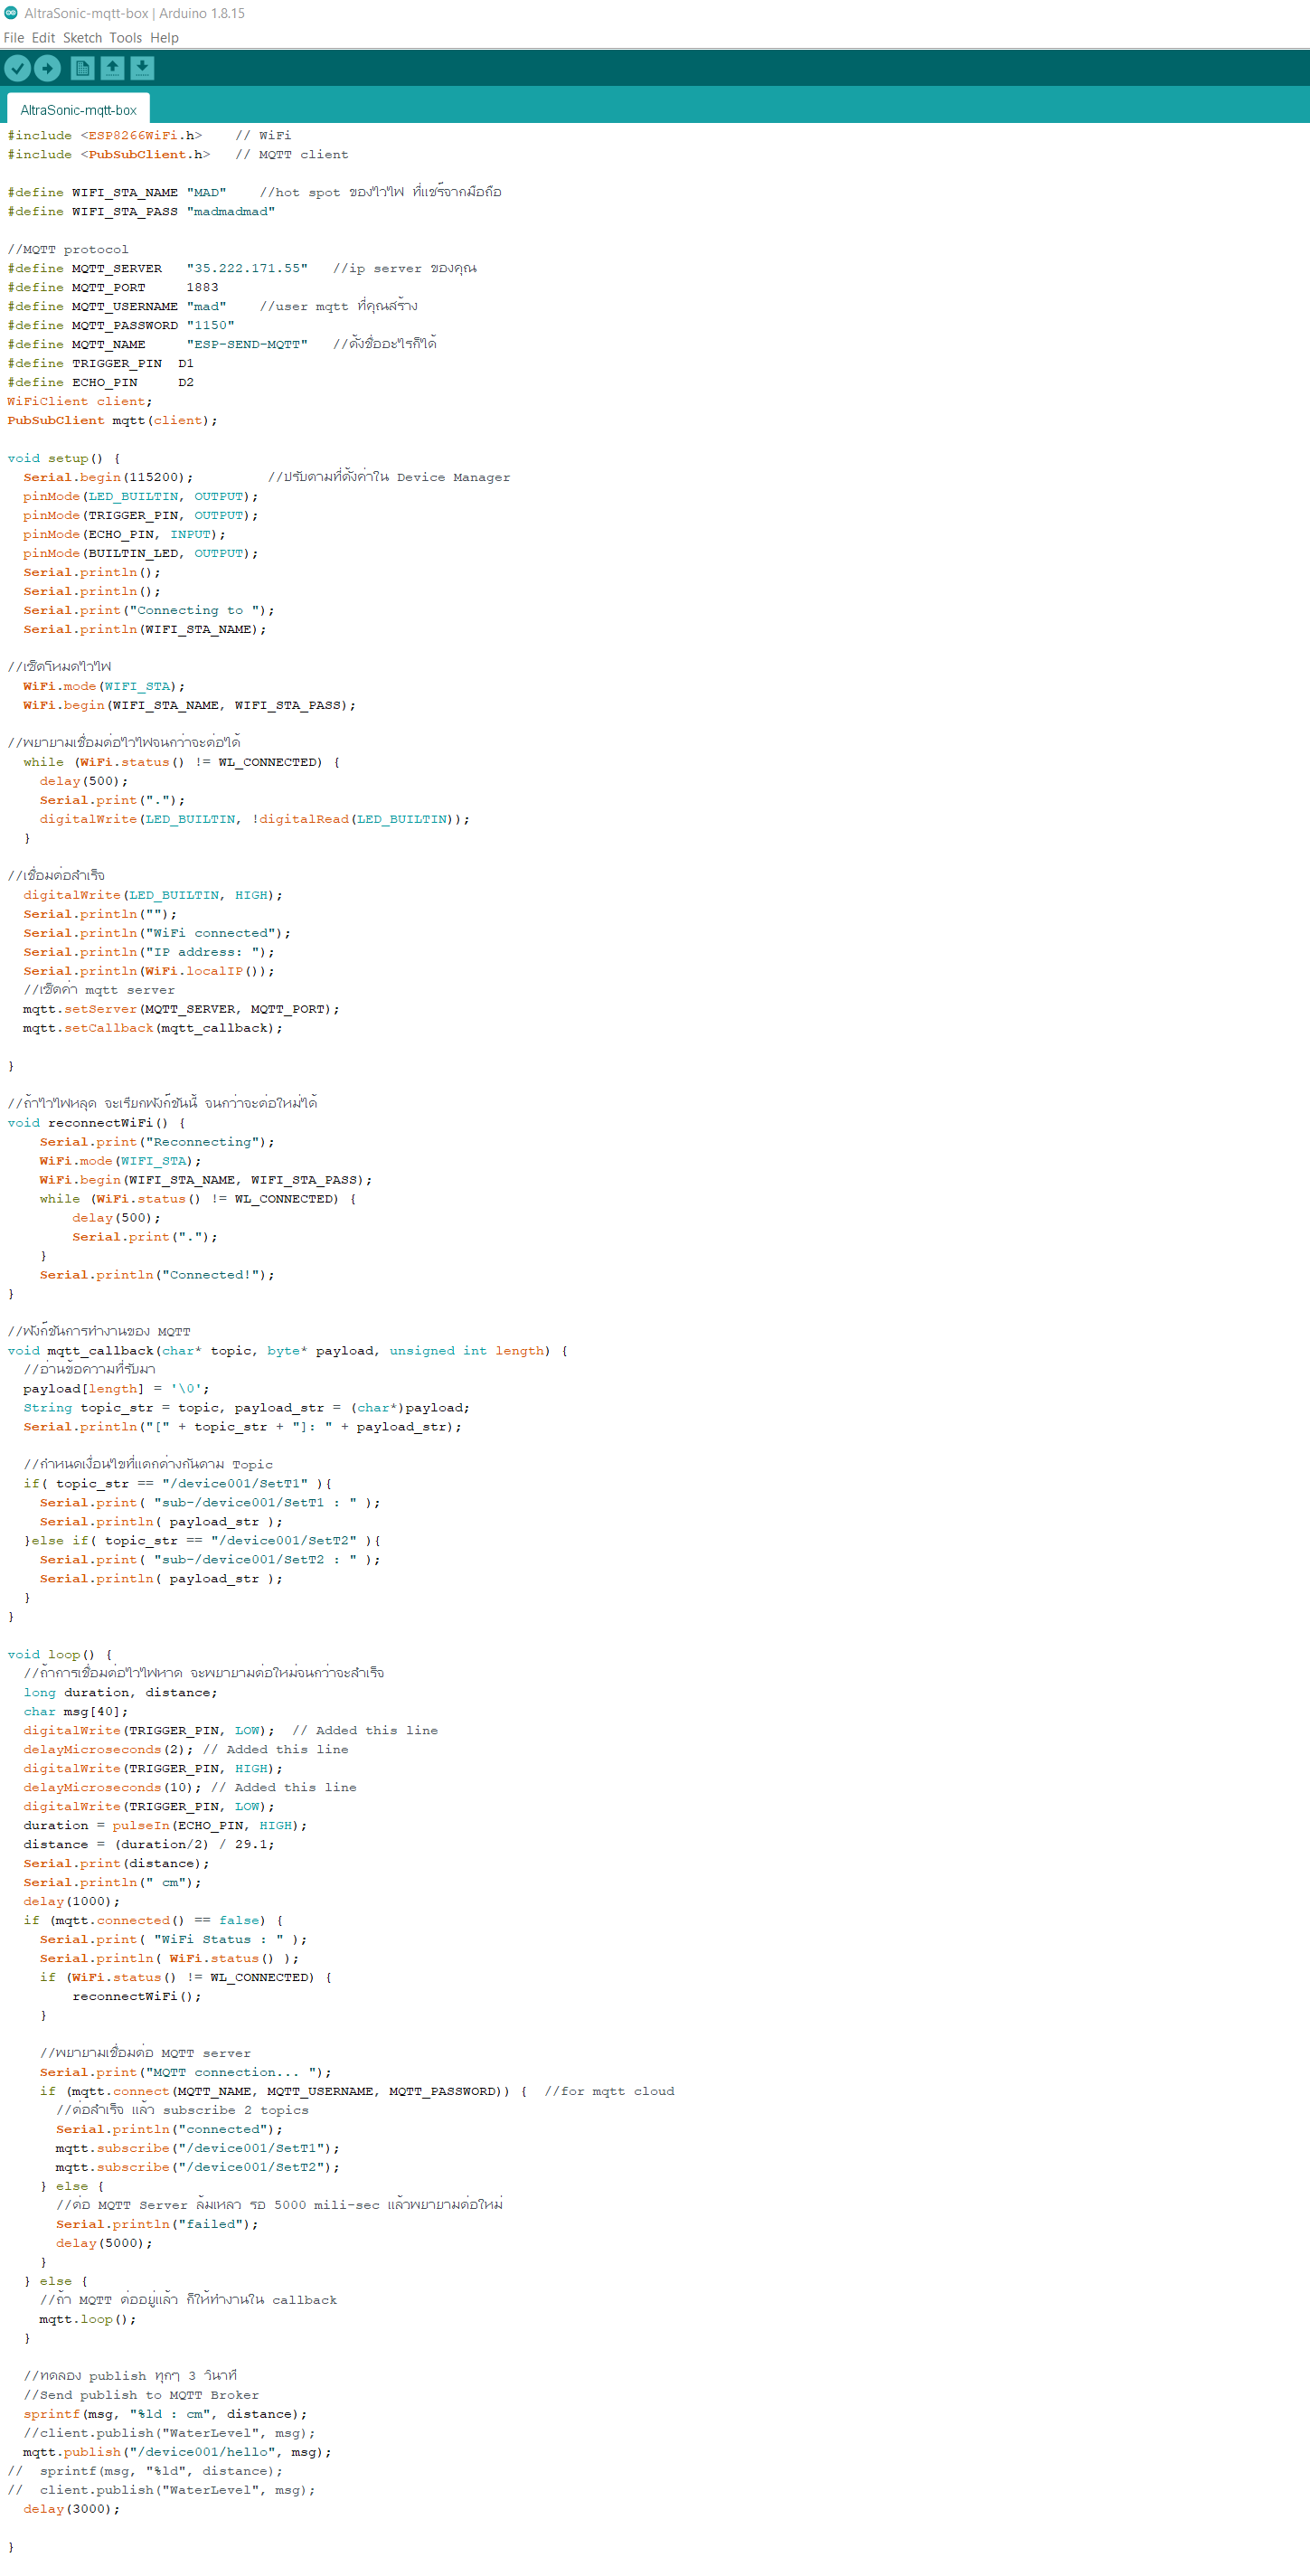 AltraSonic-mqtt-box | Arduino 1.8.15
File Edit Sketch Tools Help
AltraSonic-mqtt-box
#include <ESP8266WiFi.h>    // WiFi
#include <PubSubClient.h>   // MQTT client
#define WIFI_STA_NAME "MAD"    //hot spot ของไวไฟ ที่แชร์จากมือถือ
#define WIFI_STA_PASS "madmadmad"
//MQTT protocol
#define MQTT_SERVER   "35.222.171.55"   //ip server ของคุณ
#define MQTT_PORT     1883
#define MQTT_USERNAME "mad"    //user mqtt ที่คุณสร้าง
#define MQTT_PASSWORD "1150"
#define MQTT_NAME     "ESP-SEND-MQTT"   //ตั้งชื่ออะไรก็ได้
#define TRIGGER_PIN  D1
#define ECHO_PIN     D2
WiFiClient client;
PubSubClient mqtt(client);
void setup() {
  Serial.begin(115200);         //ปรับตามที่ตั้งค่าใน Device Manager
  pinMode(LED_BUILTIN, OUTPUT);
  pinMode(TRIGGER_PIN, OUTPUT);
  pinMode(ECHO_PIN, INPUT);
  pinMode(BUILTIN_LED, OUTPUT);
  Serial.println();
  Serial.println();
  Serial.print("Connecting to ");
  Serial.println(WIFI_STA_NAME);
//เซ็ตโหมดไวไฟ
  WiFi.mode(WIFI_STA);
  WiFi.begin(WIFI_STA_NAME, WIFI_STA_PASS);
//พยายามเชื่อมต่อไวไฟจนกว่าจะต่อได้
  while (WiFi.status() != WL_CONNECTED) {
    delay(500);
    Serial.print(".");
    digitalWrite(LED_BUILTIN, !digitalRead(LED_BUILTIN));
  }
//เชื่อมต่อสำเร็จ
  digitalWrite(LED_BUILTIN, HIGH);
  Serial.println("");
  Serial.println("WiFi connected");
  Serial.println("IP address: ");
  Serial.println(WiFi.localIP());
  //เซ็ตค่า mqtt server
  mqtt.setServer(MQTT_SERVER, MQTT_PORT);
  mqtt.setCallback(mqtt_callback);
}
//ถ้าไวไฟหลุด จะเรียกฟังก์ชันนี้ จนกว่าจะต่อใหม่ได้
void reconnectWiFi() {
    Serial.print("Reconnecting");
    WiFi.mode(WIFI_STA);
    WiFi.begin(WIFI_STA_NAME, WIFI_STA_PASS);
    while (WiFi.status() != WL_CONNECTED) {
        delay(500);
        Serial.print(".");
    }
    Serial.println("Connected!");
}
//ฟังก์ชันการทำงานของ MQTT
void mqtt_callback(char* topic, byte* payload, unsigned int length) {
  //อ่านข้อความที่รับมา
  payload[length] = '\0';
  String topic_str = topic, payload_str = (char*)payload;
  Serial.println("[" + topic_str + "]: " + payload_str);
  //กำหนดเงื่อนไขที่แตกต่างกันตาม Topic
  if( topic_str == "/device001/SetT1" ){
    Serial.print( "sub-/device001/SetT1 : " );
    Serial.println( payload_str );
  }else if( topic_str == "/device001/SetT2" ){
    Serial.print( "sub-/device001/SetT2 : " );
    Serial.println( payload_str );
  }
}
void loop() {
  //ถ้าการเชื่อมต่อไวไฟหาด จะพยายามต่อใหม่จนกว่าจะสำเร็จ
  long duration, distance;
  char msg[40];
  digitalWrite(TRIGGER_PIN, LOW);  // Added this line
  delayMicroseconds(2); // Added this line
  digitalWrite(TRIGGER_PIN, HIGH);
  delayMicroseconds(10); // Added this line
  digitalWrite(TRIGGER_PIN, LOW);
  duration = pulseIn(ECHO_PIN, HIGH);
  distance = (duration/2) / 29.1;
  Serial.print(distance);
  Serial.println(" cm");
  delay(1000);
  if (mqtt.connected() == false) {
    Serial.print( "WiFi Status : " );
    Serial.println( WiFi.status() );
    if (WiFi.status() != WL_CONNECTED) {
        reconnectWiFi();
    }
    //พยายามเชื่อมต่อ MQTT server
    Serial.print("MQTT connection... ");
    if (mqtt.connect(MQTT_NAME, MQTT_USERNAME, MQTT_PASSWORD)) {  //for mqtt cloud
      //ต่อสำเร็จ แล้ว subscribe 2 topics
      Serial.println("connected");
      mqtt.subscribe("/device001/SetT1");
      mqtt.subscribe("/device001/SetT2");
    } else {
      //ต่อ MQTT Server ล้มเหลว รอ 5000 mili-sec แล้วพยายามต่อใหม่
      Serial.println("failed");
      delay(5000);
    }
  } else {
    //ถ้า MQTT ต่ออยู่แล้ว ก็ให้ทำงานใน callback
    mqtt.loop();
  }
  //ทดลอง publish ทุกๆ 3 วินาที
  //Send publish to MQTT Broker
  sprintf(msg, "%ld : cm", distance);
  //client.publish("WaterLevel", msg);
  mqtt.publish("/device001/hello", msg);
//  sprintf(msg, "%ld", distance);
//  client.publish("WaterLevel", msg);
  delay(3000);
}